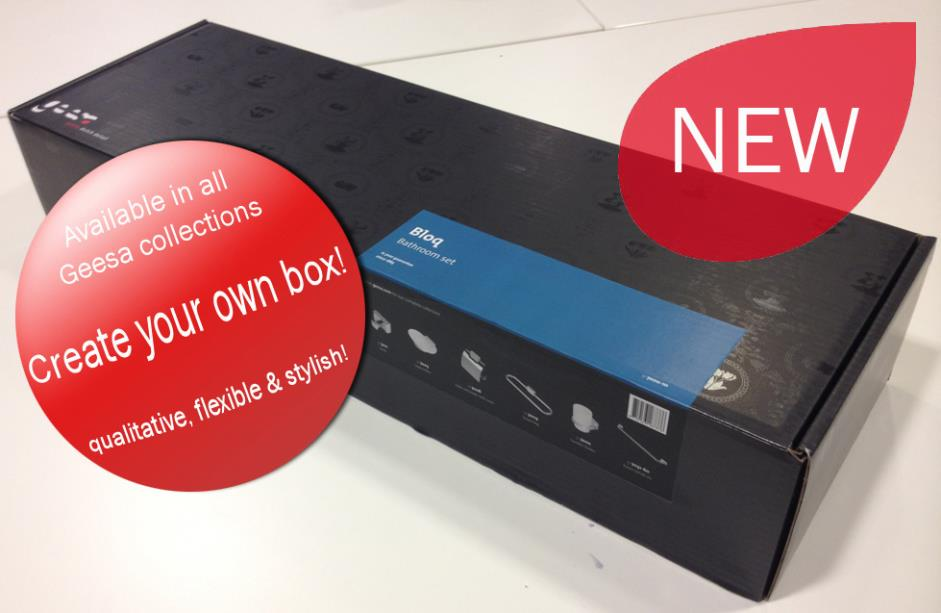 NEW
Available in all
Geesa collections
Create your own box!
qualitative, flexible & stylish!
Bloq
Bathroom set